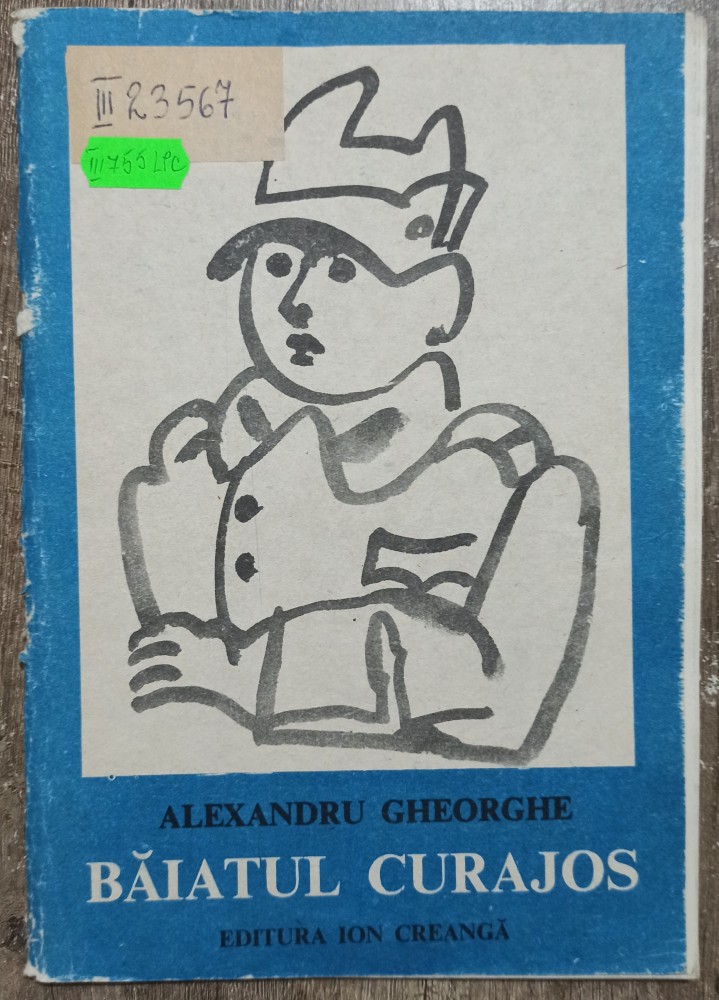 III 23567
III 755 LPC
ALEXANDRU GHEORGHE
BĂIATUL CURAJOS
EDITURA ION CREANGĂ